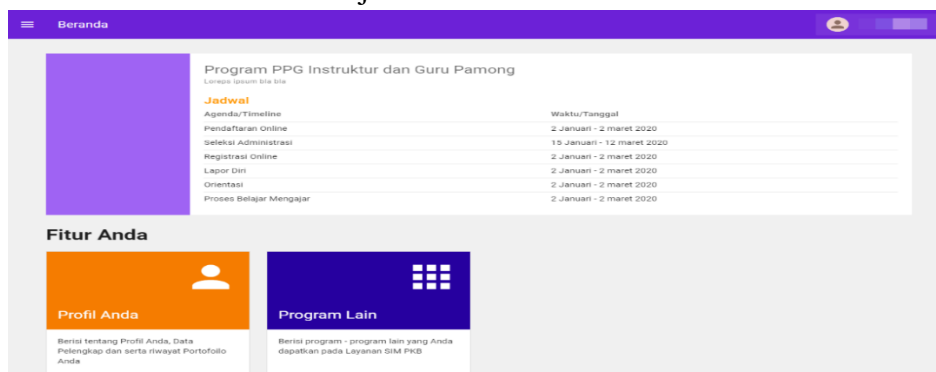 Beranda
Program PPG Instruktur dan Guru Pamong
Loreps ipsum bla bla
Jadwal
Agenda/Timeline Waktu/Tanggal
Pendaftaran Online 2 Januari - 2 maret 2020
Seleksi Administrasi 15 Januari - 12 maret 2020
Registrasi Online 2 Januari - 2 maret 2020
Lapor Diri 2 Januari - 2 maret 2020
Orientasi 2 Januari - 2 maret 2020
Proses Belajar Mengajar 2 Januari - 2 maret 2020
Fitur Anda
Profil Anda
Berisi tentang Profil Anda, Data
Pelengkap dan serta riwayat Portofoilo
Anda
Program Lain
Berisi program - program lain yang Anda
dapatkan pada Layanan SIM PKB